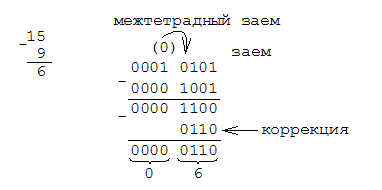 межтетрадный заем
15
(0)
заем
- 9
0001 0101
6
- 0000 1001
- 0000 1100
0110 коррекция
0000 0110
0 6